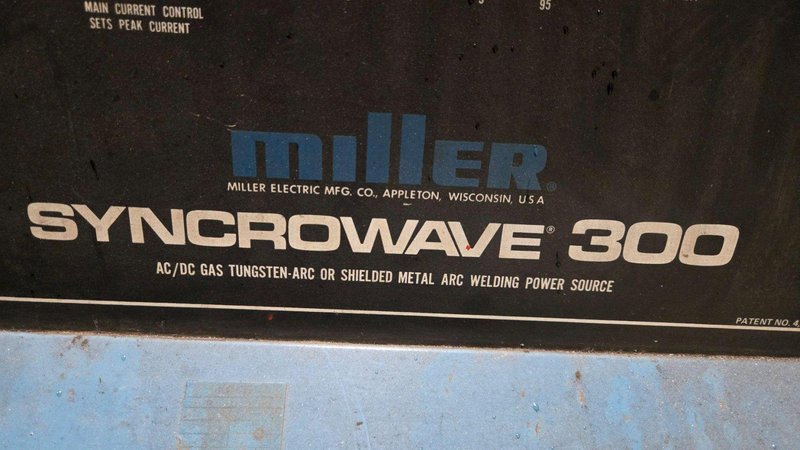 MAIN CURRENT CONTROL
SETS PEAK CURRENT
95
miller®
MILLER ELECTRIC MFG. CO., APPLETON, WISCONSIN, USA
SYNCROWAVE® 300
AC/DC GAS TUNGSTEN-ARC OR SHIELDED METAL ARC WELDING POWER SOURCE
PATENT NO. 4,